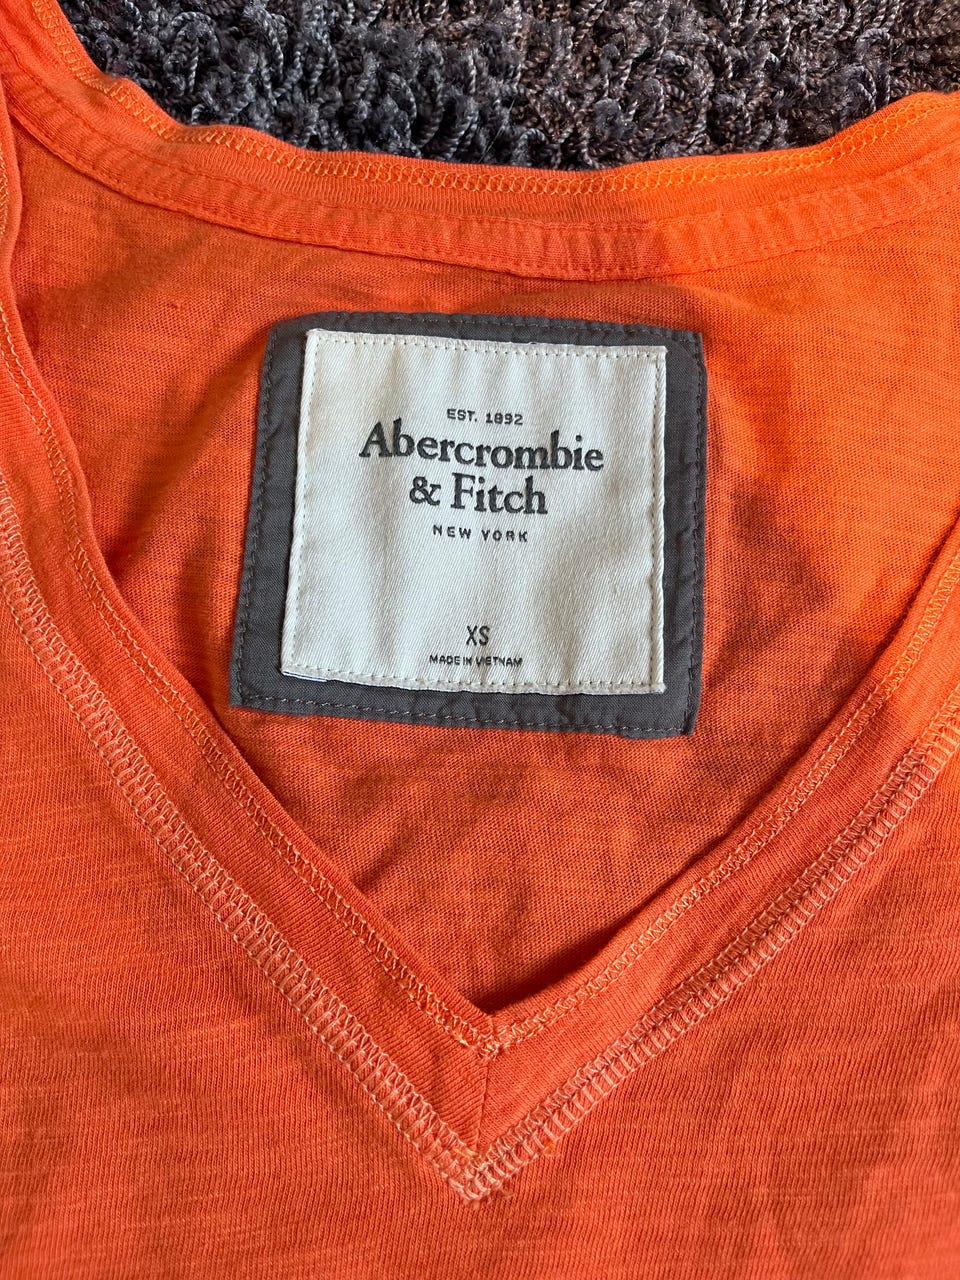 EST. 1892
Abercrombie
& Fitch
NEW YORK
XS
MADE IN VIETNAM